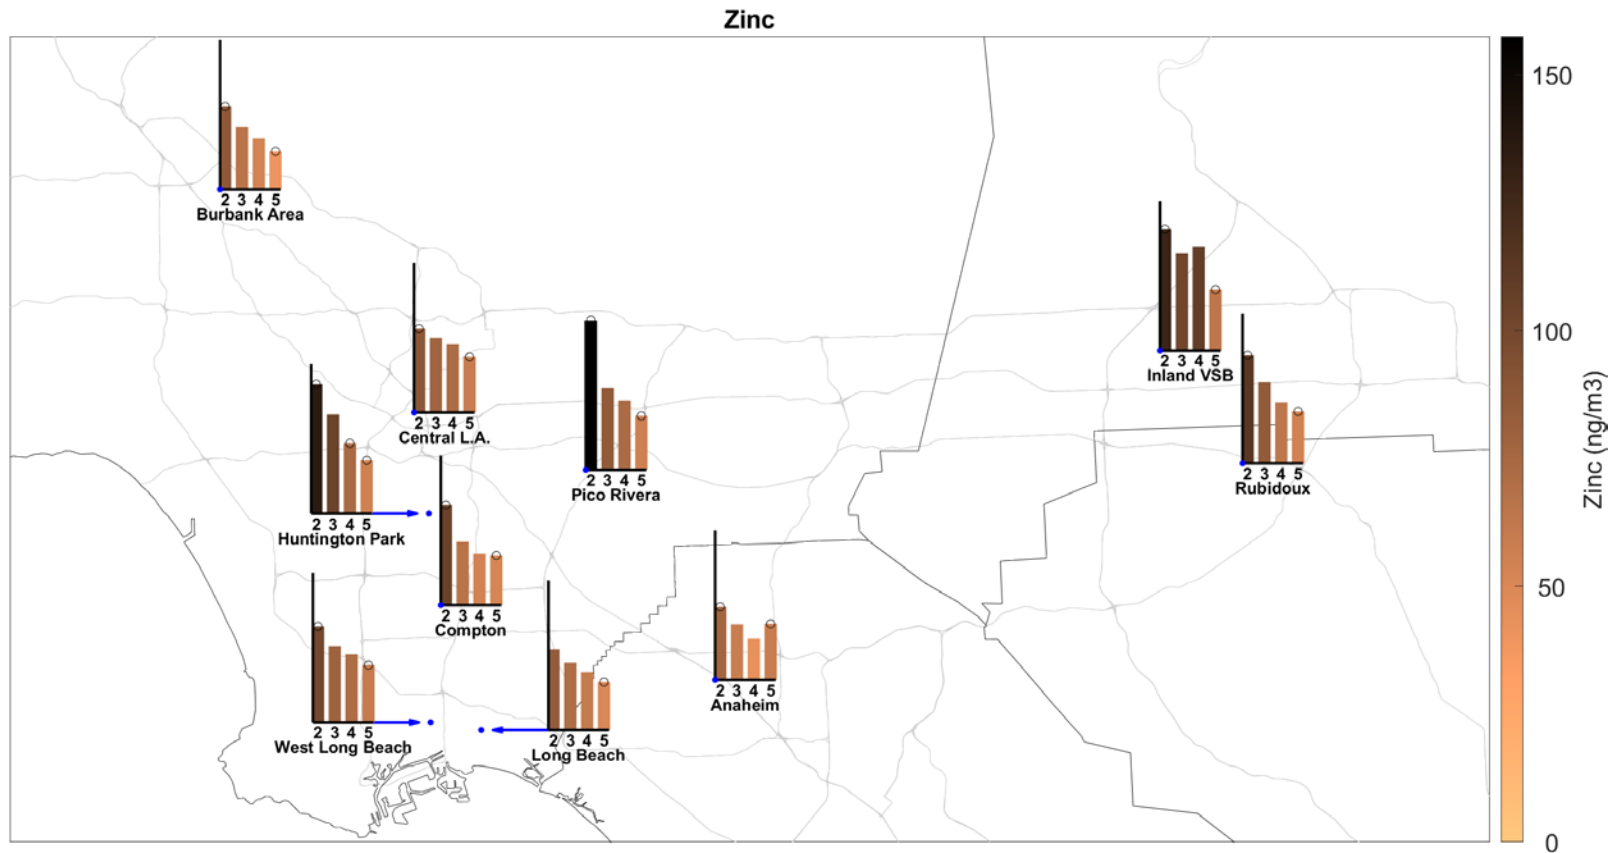 Zinc
150
2 3 4 5
Burbank Area
2 3 4 5
Inland VSB
100
2 3 4 5
Central L.A.
2 3 4 5
Pico Rivera
2 3 4 5
Rubidoux
Zinc (ng/m3)
2 3 4 5
Huntington Park
50
2 3 4 5
Compton
2 3 4 5
Anaheim
2 3 4 5
West Long Beach
2 3 4 5
Long Beach
0